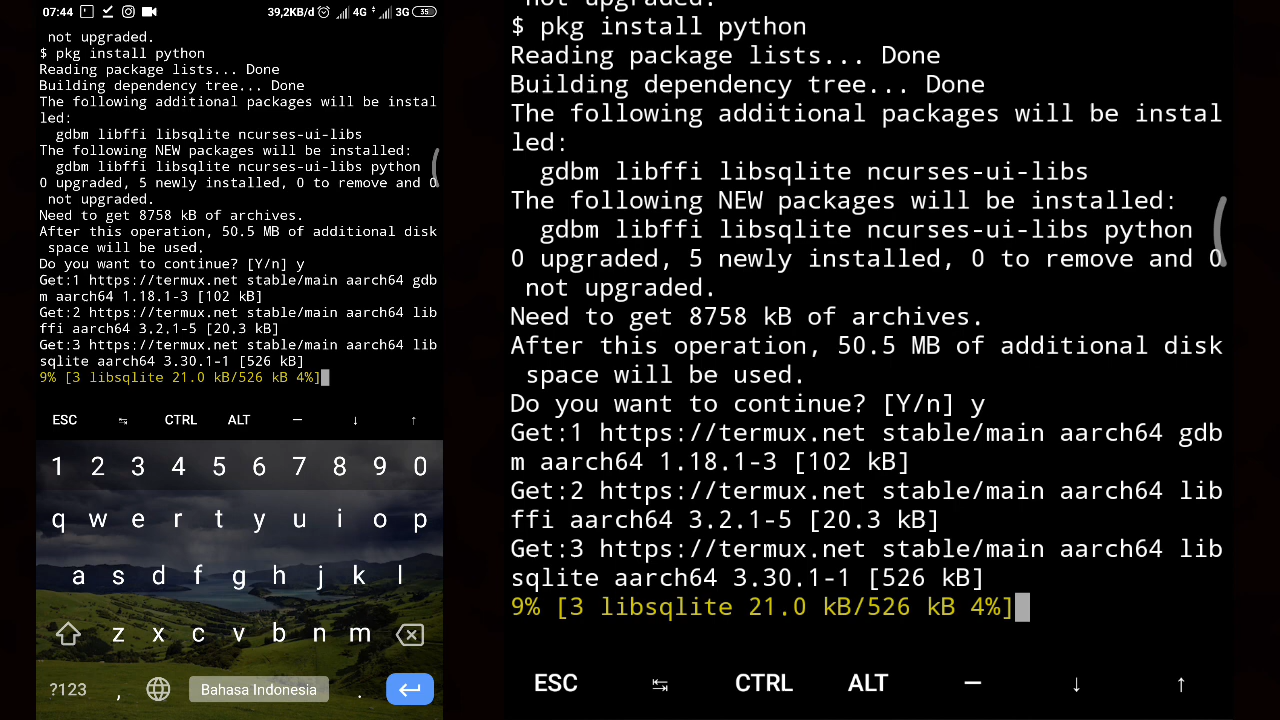 07:44 39,2KB/d 4G 3G 35
not upgraded.
$ pkg install python
Reading package lists... Done
Building dependency tree... Done
The following additional packages will be instal
led:
gdbm libffi libsqlite ncurses-ui-libs
The following NEW packages will be installed:
gdbm libffi libsqlite ncurses-ui-libs python
0 upgraded, 5 newly installed, 0 to remove and 0
not upgraded.
Need to get 8758 kB of archives.
After this operation, 50.5 MB of additional disk
space will be used.
Do you want to continue? [Y/n] y
Get:1 https://termux.net stable/main aarch64 gdb
m aarch64 1.18.1-3 [102 kB]
Get:2 https://termux.net stable/main aarch64 lib
ffi aarch64 3.2.1-5 [20.3 kB]
Get:3 https://termux.net stable/main aarch64 lib
sqlite aarch64 3.30.1-1 [526 kB]
9% [3 libsqlite 21.0 kB/526 kB 4%]
ESC ↹ CTRL ALT — ↓ ↑
1 2 3 4 5 6 7 8 9 0
q w e r t y u i o p
a s d f g h j k l
z x c v b n m
?123 , Bahasa Indonesia .
not upgraded.
$ pkg install python
Reading package lists... Done
Building dependency tree... Done
The following additional packages will be instal
led:
gdbm libffi libsqlite ncurses-ui-libs
The following NEW packages will be installed:
gdbm libffi libsqlite ncurses-ui-libs python
0 upgraded, 5 newly installed, 0 to remove and 0
not upgraded.
Need to get 8758 kB of archives.
After this operation, 50.5 MB of additional disk
space will be used.
Do you want to continue? [Y/n] y
Get:1 https://termux.net stable/main aarch64 gdb
m aarch64 1.18.1-3 [102 kB]
Get:2 https://termux.net stable/main aarch64 lib
ffi aarch64 3.2.1-5 [20.3 kB]
Get:3 https://termux.net stable/main aarch64 lib
sqlite aarch64 3.30.1-1 [526 kB]
9% [3 libsqlite 21.0 kB/526 kB 4%]
ESC ↹ CTRL ALT — ↓ ↑